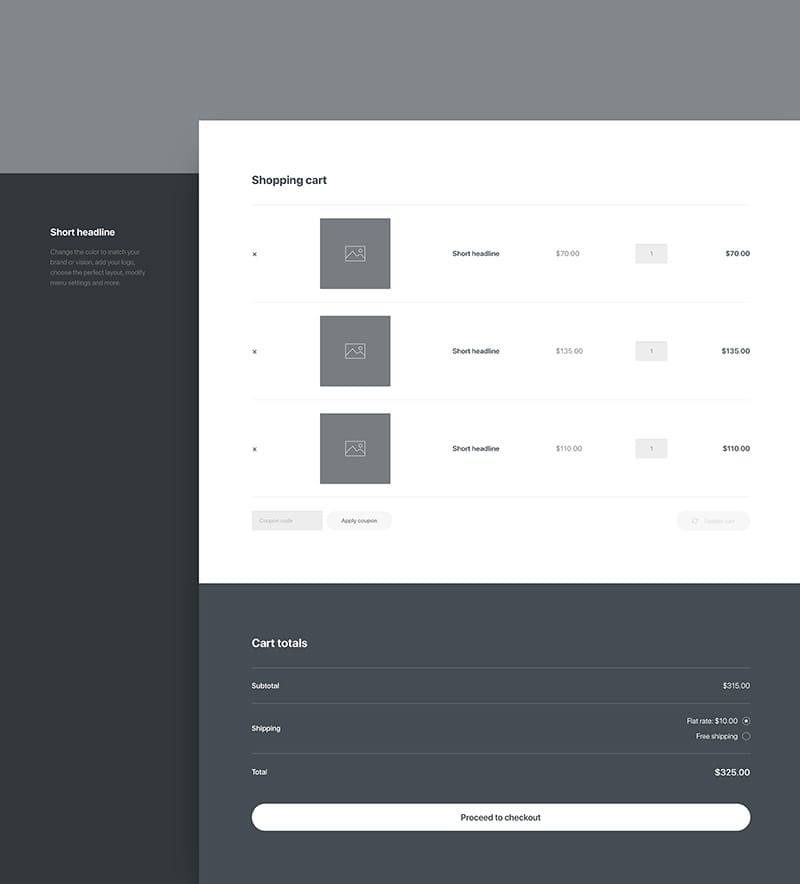 Short headline
Change the color to match your
brand or vision, add your logo,
choose the perfect layout, modify
menu settings and more.
Shopping cart
× Short headline $70.00 1 $70.00
× Short headline $135.00 1 $135.00
× Short headline $110.00 1 $110.00
Coupon code Apply coupon Update cart
Cart totals
Subtotal $315.00
Shipping Flat rate: $10.00
Free shipping
Total $325.00
Proceed to checkout